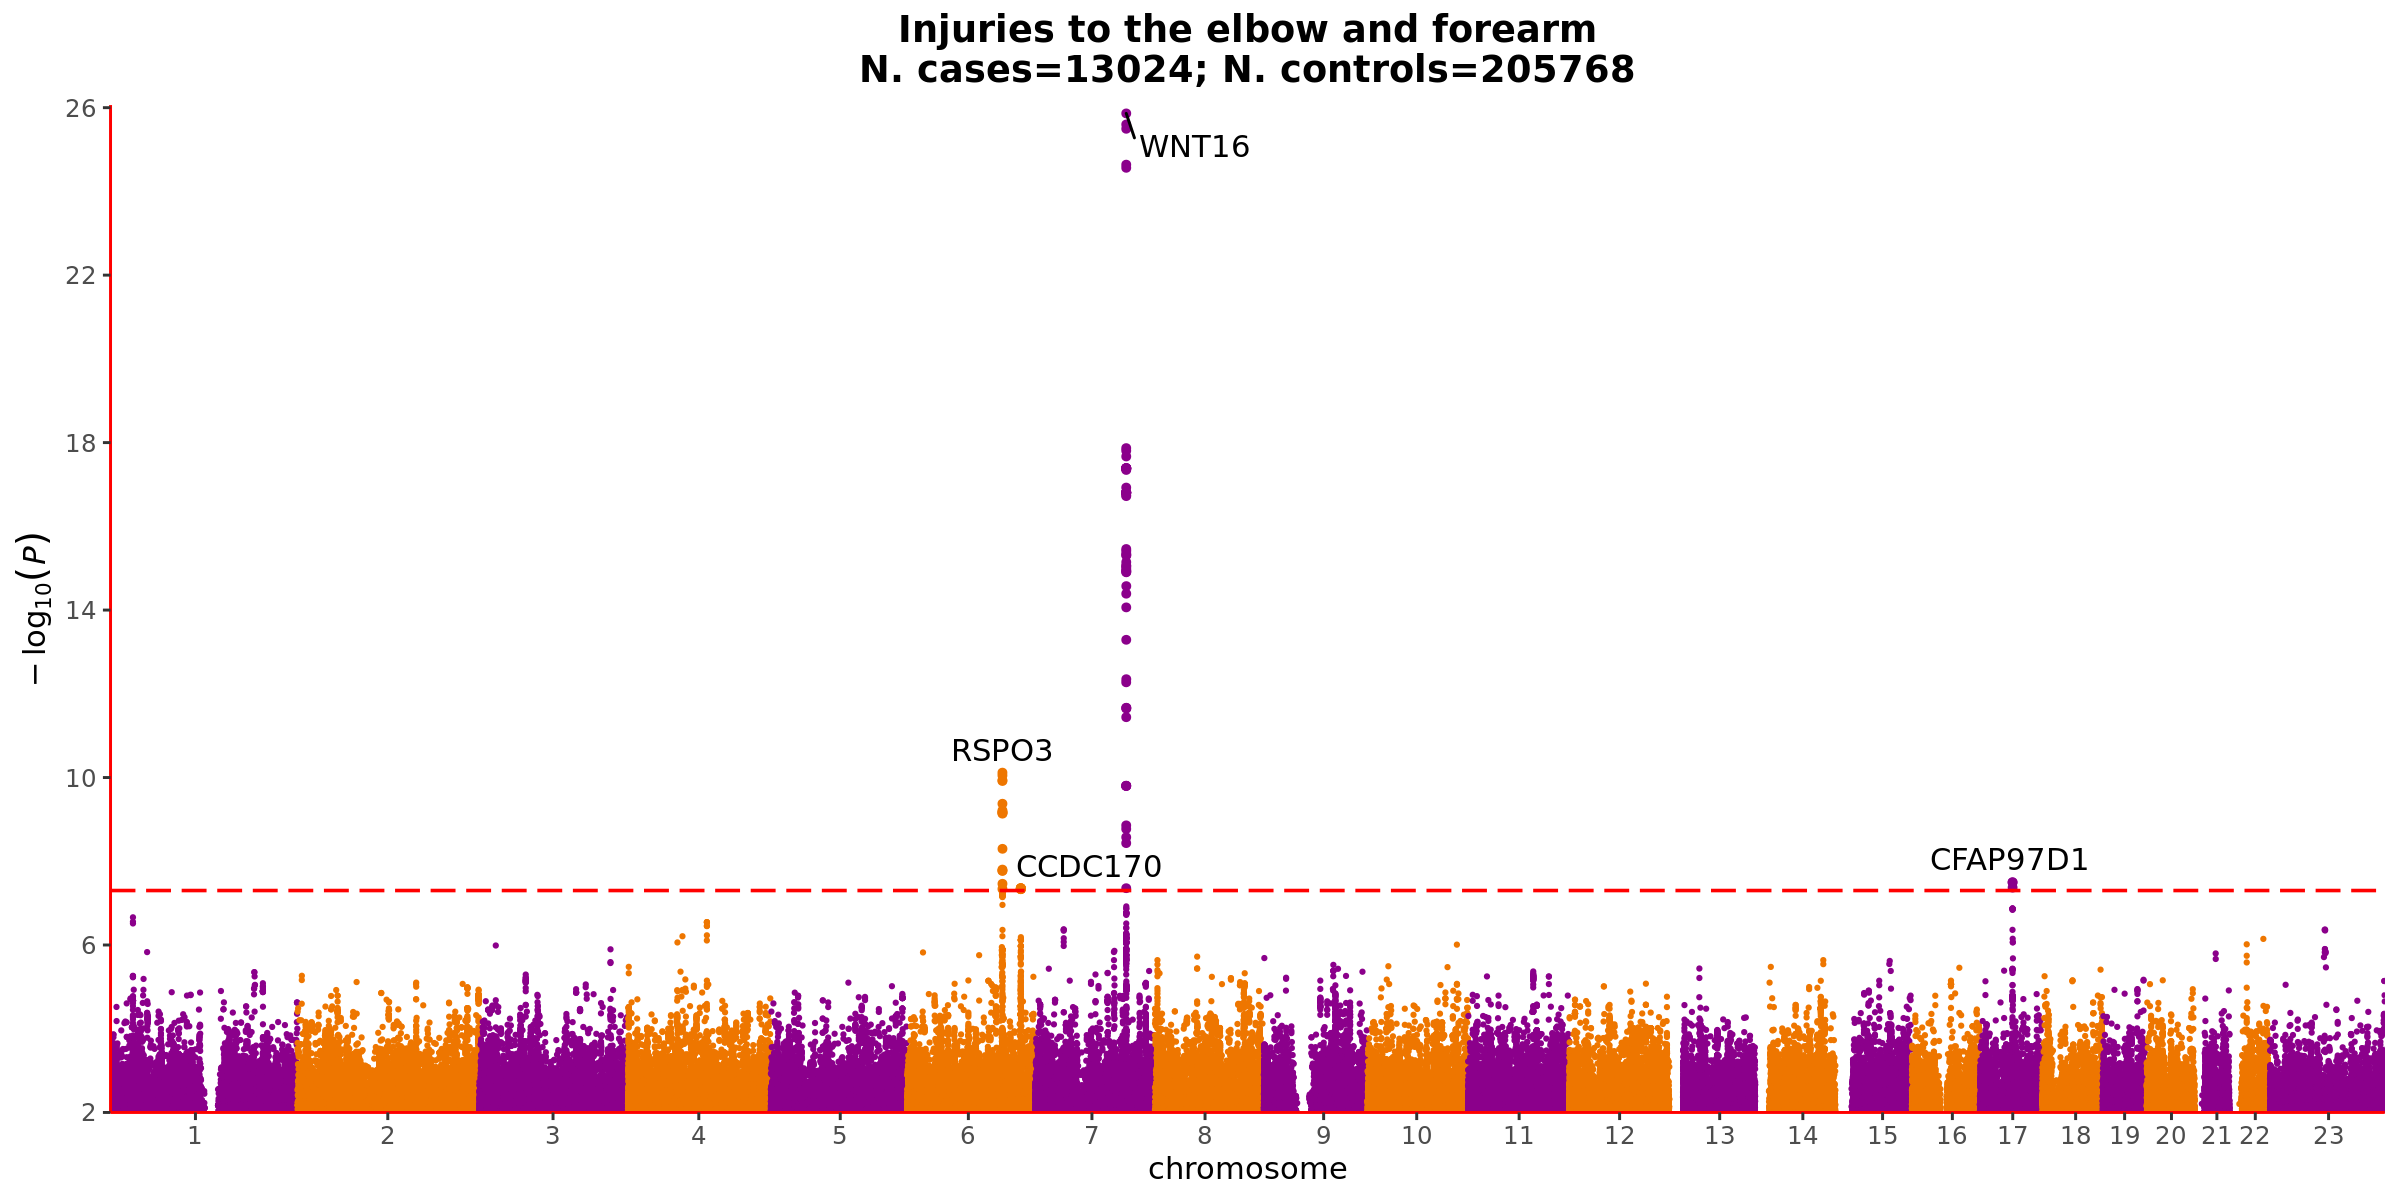 Injuries to the elbow and forearm
N. cases=13024; N. controls=205768
26
22
18
14
10
6
2
− log10(P)
WNT16
RSPO3
CCDC170
CFAP97D1
1 2 3 4 5 6 7 8 9 10 11 12 13 14 15 16 17 18 19 20 21 22 23
chromosome